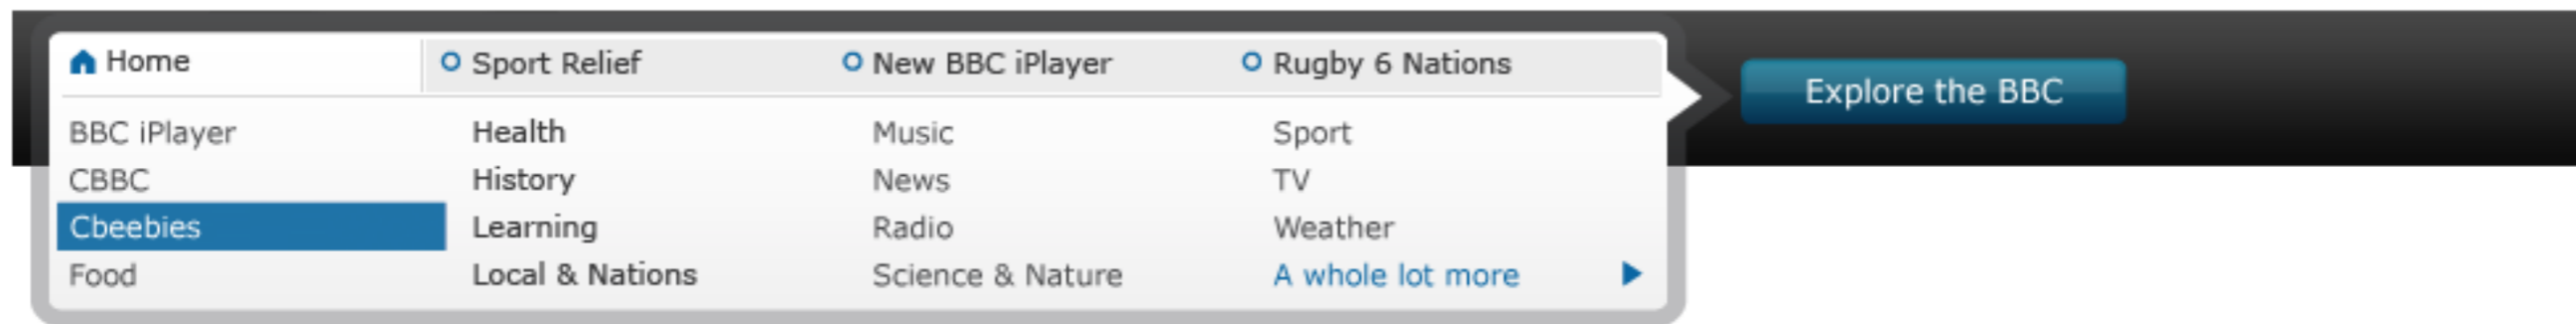 Home Sport Relief New BBC iPlayer Rugby 6 Nations Explore the BBC
BBC iPlayer Health Music Sport
CBBC History News TV
Cbeebies Learning Radio Weather
Food Local & Nations Science & Nature A whole lot more